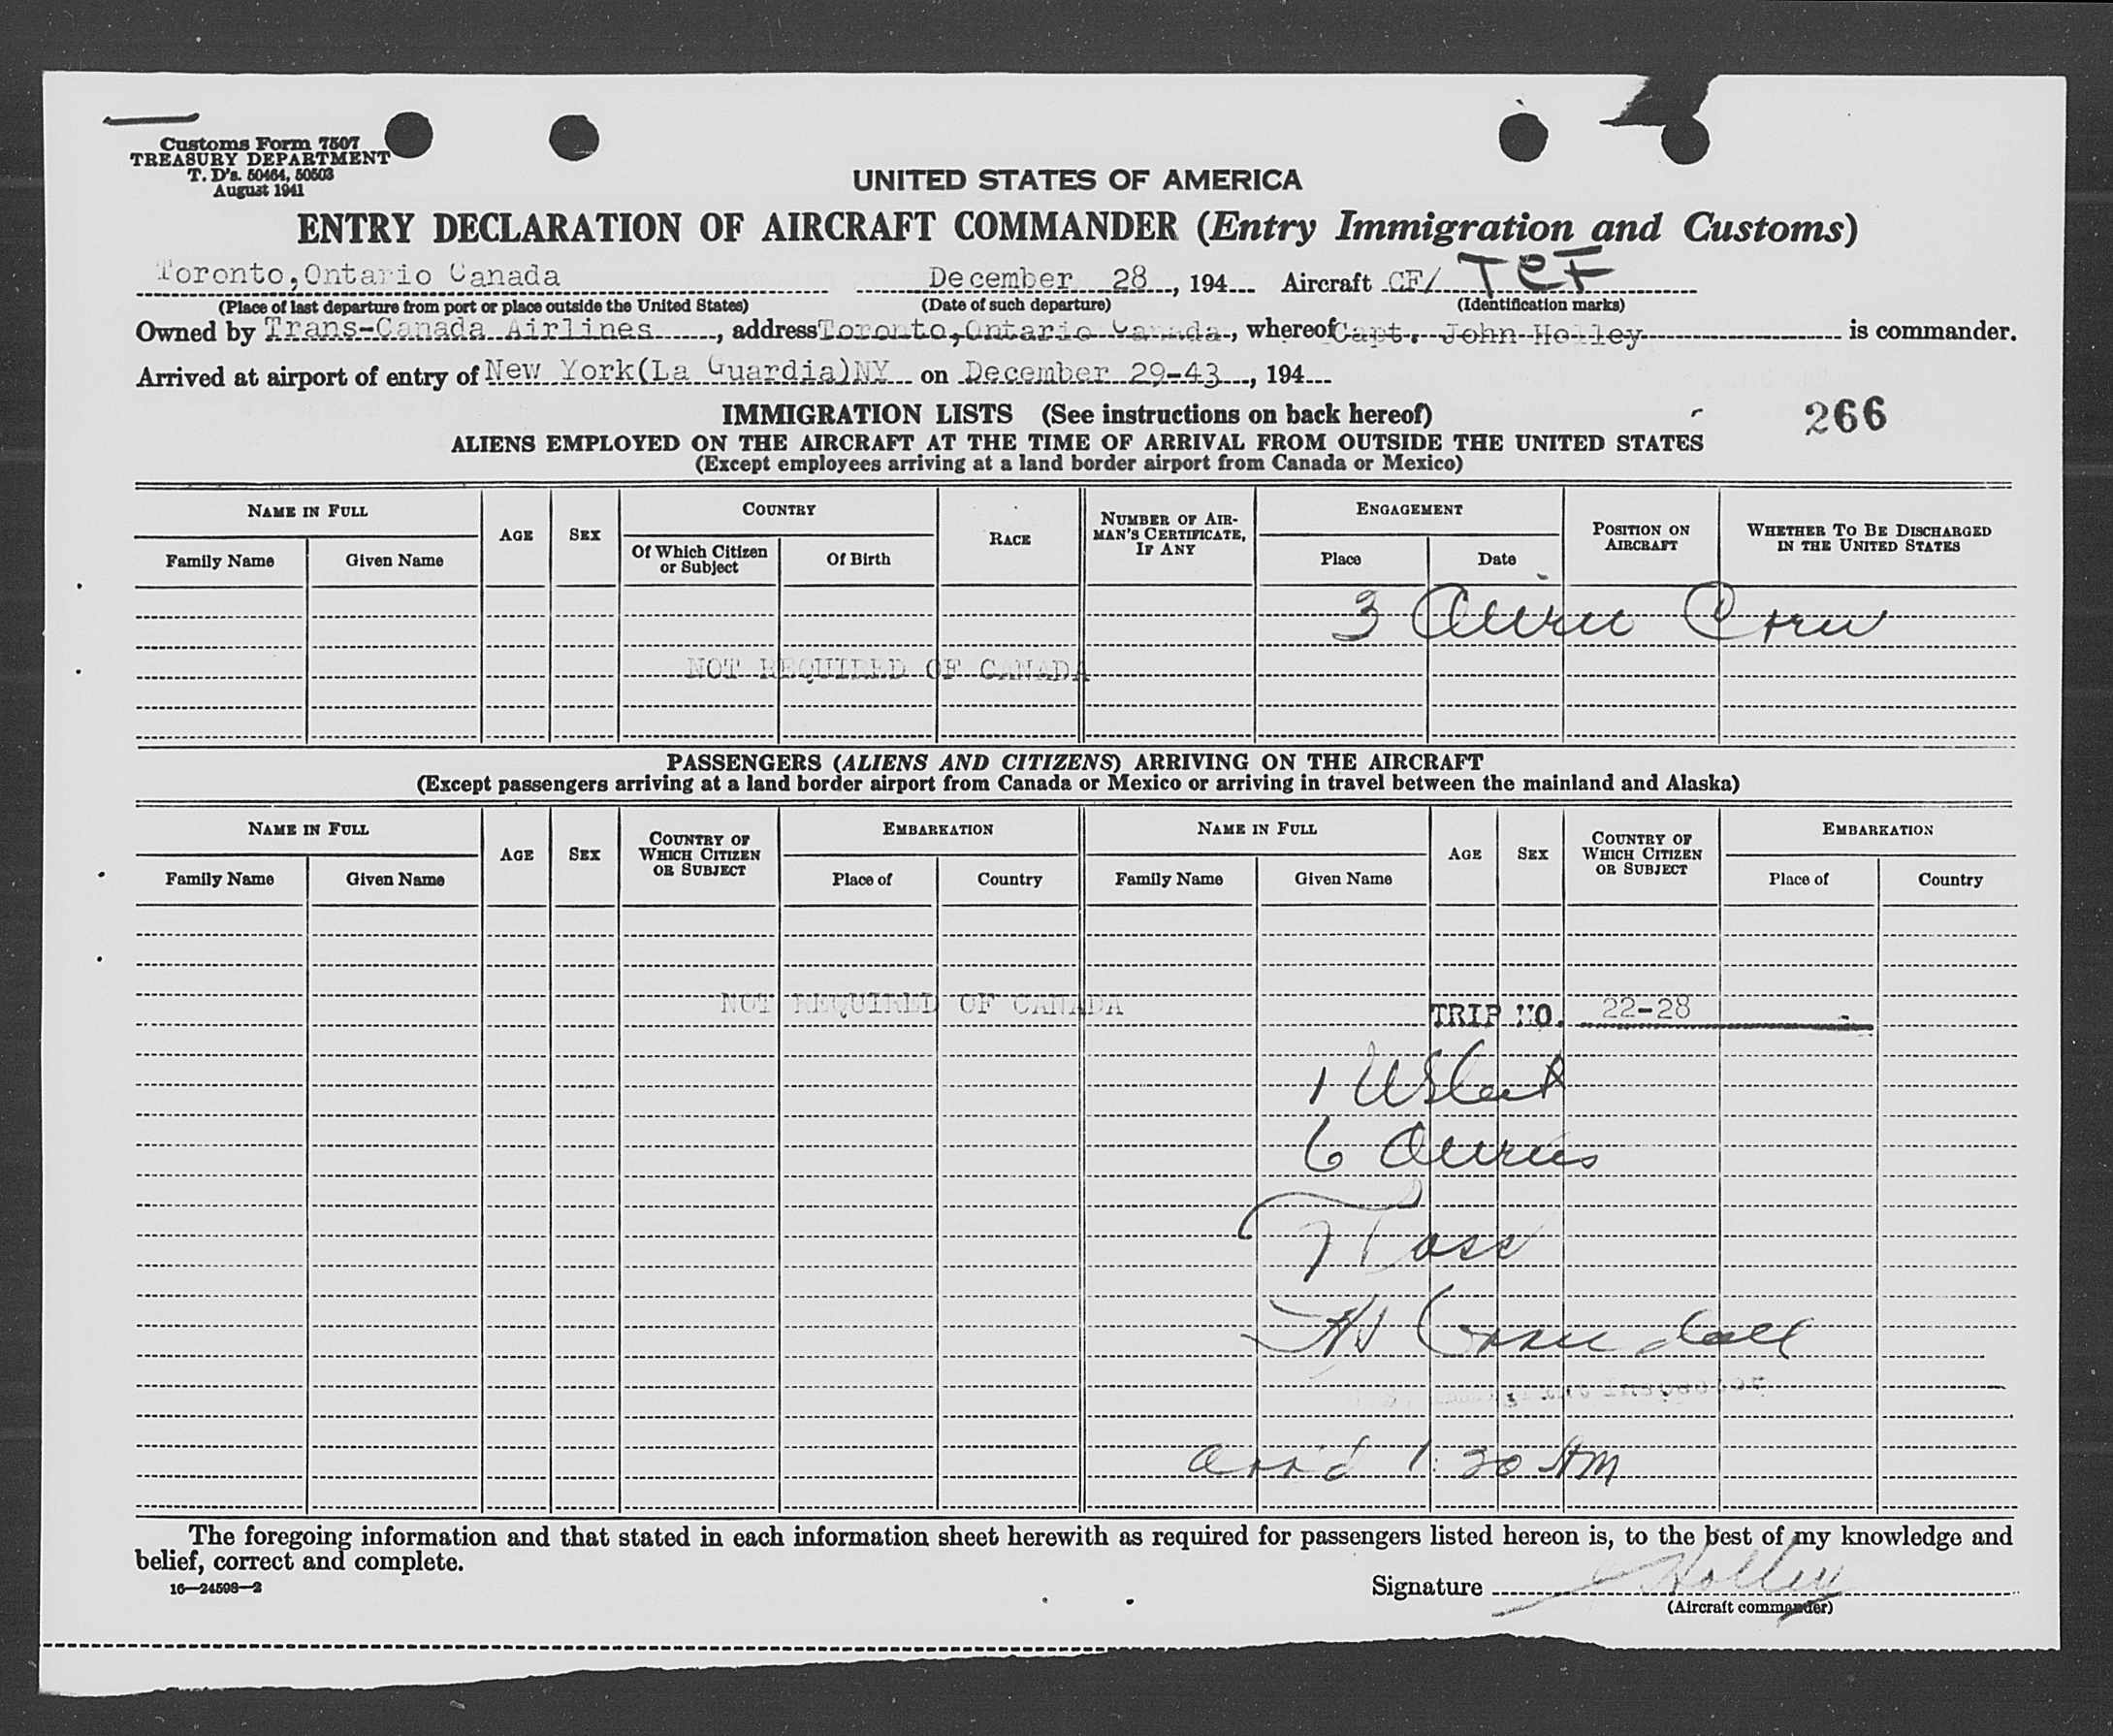 Customs Form 7507
TREASURY DEPARTMENT
T. D's. 50464, 50503
August 1941
UNITED STATES OF AMERICA
ENTRY DECLARATION OF AIRCRAFT COMMANDER (Entry Immigration and Customs)
Toronto,Ontario Canada December 28, 194 Aircraft CF/ TCF
(Place of last departure from port or place outside the United States) (Date of such departure) (Identification marks)
Owned by Trans-Canada Airlines, address Toronto,Ontario Canada, whereof Capt. John Holley is commander.
Arrived at airport of entry of New York(La Guardia)NY on December 29-43, 194
IMMIGRATION LISTS (See instructions on back hereof)
266
ALIENS EMPLOYED ON THE AIRCRAFT AT THE TIME OF ARRIVAL FROM OUTSIDE THE UNITED STATES
(Except employees arriving at a land border airport from Canada or Mexico)
NAME IN FULL AGE SEX COUNTRY RACE NUMBER OF AIRMAN'S CERTIFICATE, IF ANY ENGAGEMENT POSITION ON AIRCRAFT WHETHER TO BE DISCHARGED IN THE UNITED STATES
Family Name Given Name Of Which Citizen or Subject Of Birth Place Date
3 Aliens Crew
NOT REQUIRED OF CANADA
PASSENGERS (ALIENS AND CITIZENS) ARRIVING ON THE AIRCRAFT
(Except passengers arriving at a land border airport from Canada or Mexico or arriving in travel between the mainland and Alaska)
NAME IN FULL AGE SEX COUNTRY OF WHICH CITIZEN OR SUBJECT EMBARKATION NAME IN FULL AGE SEX COUNTRY OF WHICH CITIZEN OR SUBJECT EMBARKATION
Family Name Given Name Place of Country Family Name Given Name Place of Country
NOT REQUIRED OF CANADA
TRIP NO. 22-28
1 US Cit
6 Aliens
7 Pass
arr'd 1:30 AM
The foregoing information and that stated in each information sheet herewith as required for passengers listed hereon is, to the best of my knowledge and
belief, correct and complete.
16—24598-2
Signature J Holley
(Aircraft commander)